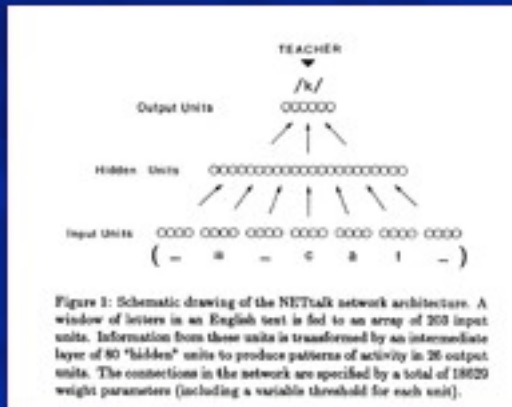 TEACHER
/k/
Output Units
Hidden Units
Input Units
( – a – c a t – )
Figure 1: Schematic drawing of the NETtalk network architecture. A
window of letters in an English text is fed to an array of 203 input
units. Information from these units is transformed by an intermediate
layer of 80 "hidden" units to produce patterns of activity in 26 output
units. The connections in the network are specified by a total of 18629
weight parameters (including a variable threshold for each unit).